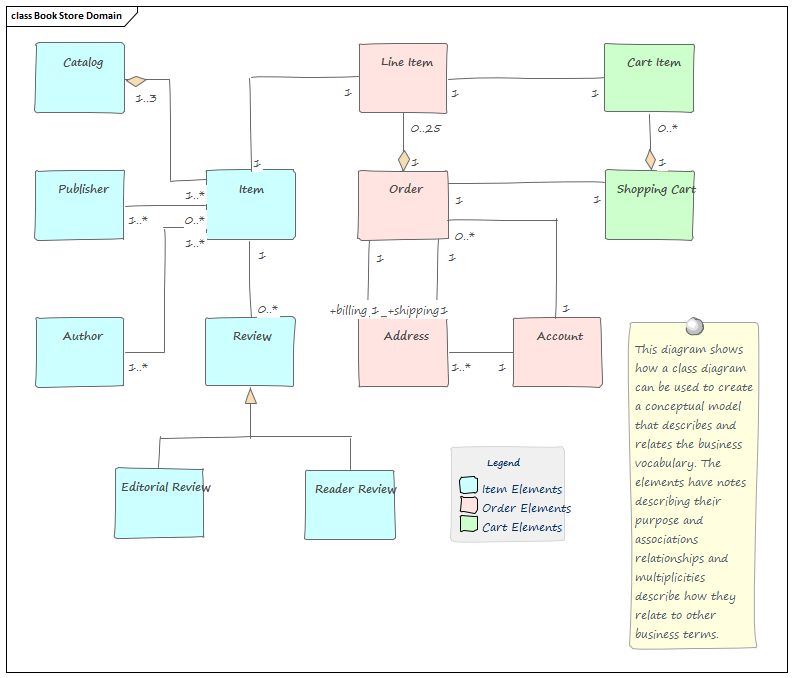 class Book Store Domain
Catalog
Line Item
Cart Item
1..3
1
1
1
0..25
0..*
1
1
1
Publisher
Item
Order
Shopping Cart
1..*
1..*
0..*
1..*
1
1
0..*
1
1
1
0..*
1
+billing 1
+shipping 1
Author
Review
Address
Account
1..*
1..*
1
Editorial Review
Reader Review
Legend
Item Elements
Order Elements
Cart Elements
This diagram shows
how a class diagram
can be used to create
a conceptual model
that describes and
relates the business
vocabulary. The
elements have notes
describing their
purpose and
associations
relationships and
multiplicities
describe how they
relate to other
business terms.